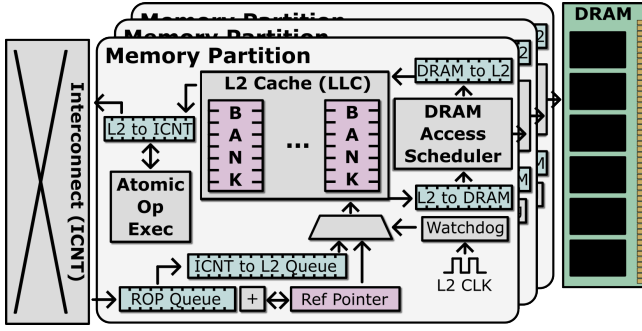 Memory Partition
Memory Partition
Memory Partition
DRAM
Interconnect (ICNT)
L2 Cache (LLC)
BANK
...
BANK
DRAM to L2
L2 to ICNT
DRAM
Access
Scheduler
Atomic
Op
Exec
L2 to DRAM
Watchdog
ICNT to L2 Queue
L2 CLK
ROP Queue
+
Ref Pointer